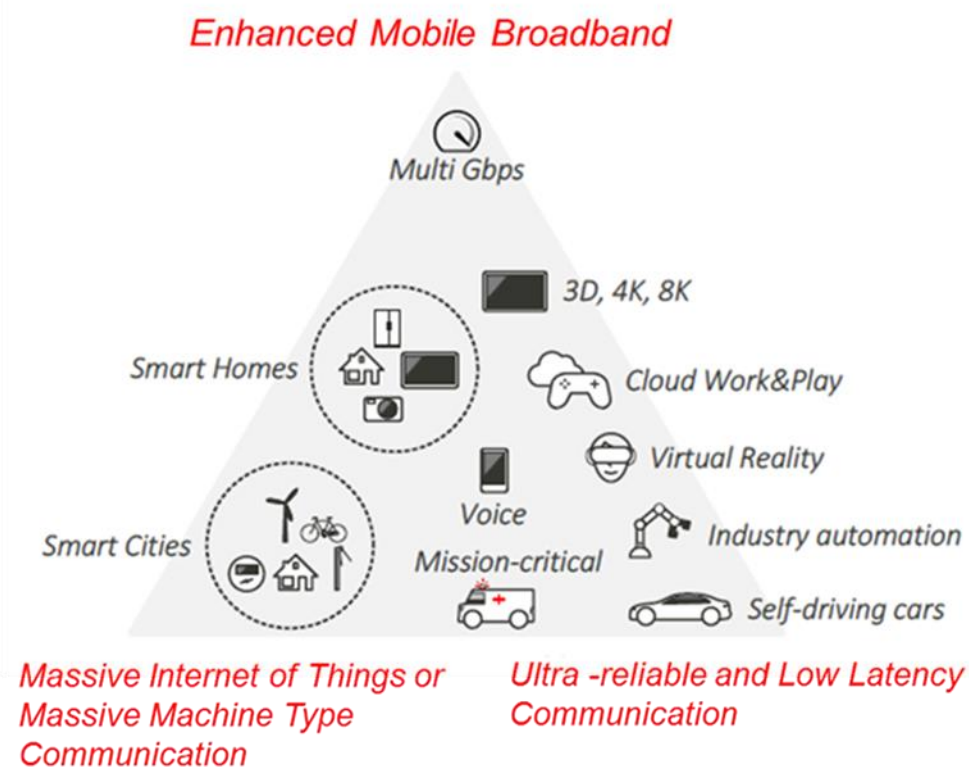 Enhanced Mobile Broadband
Multi Gbps
3D, 4K, 8K
Smart Homes
Cloud Work&Play
Virtual Reality
Voice
Industry automation
Smart Cities
Mission-critical
Self-driving cars
Massive Internet of Things or
Massive Machine Type
Communication
Ultra -reliable and Low Latency
Communication